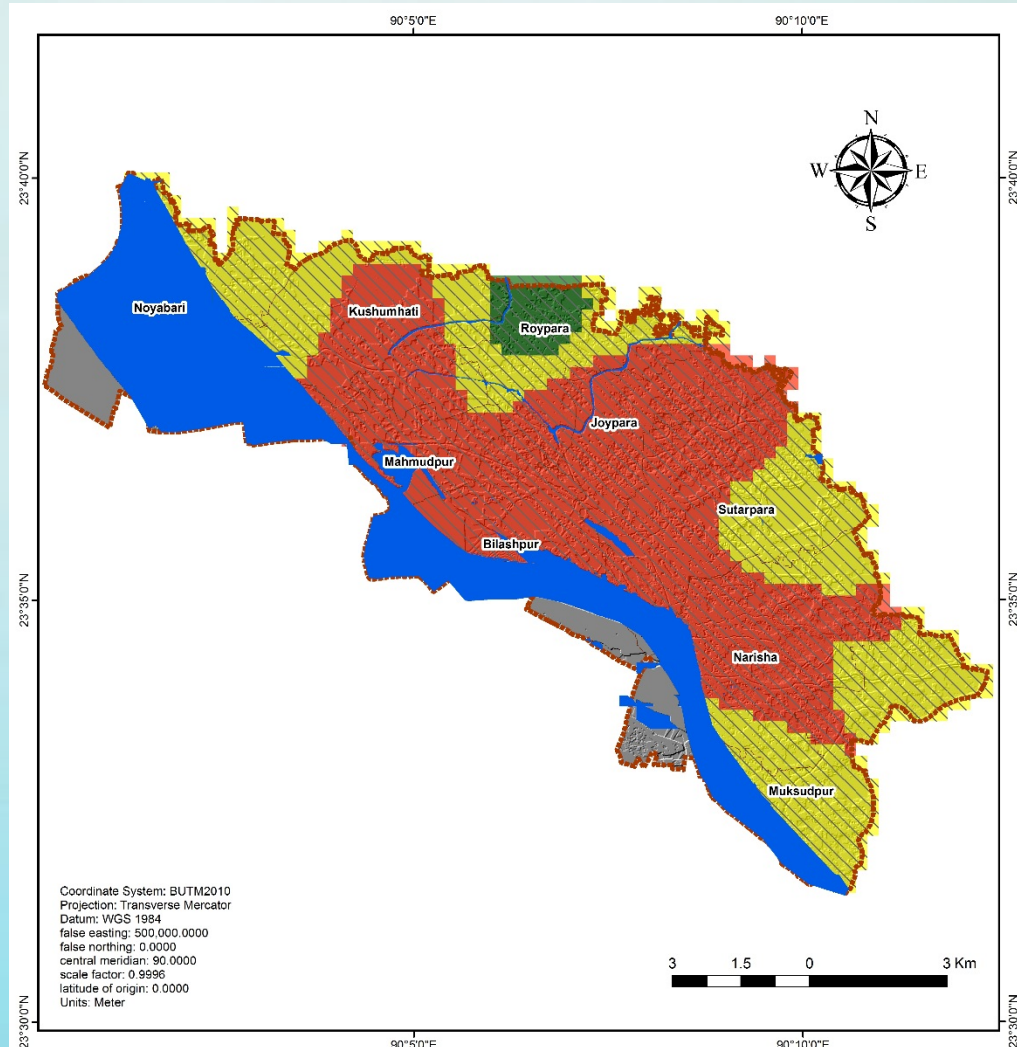 90°5'0"E
90°10'0"E
N
W
E
S
23°40'0"N
23°40'0"N
Noyabari
Kushumhati
Roypara
Joypara
Mahmudpur
Sutarpara
Bilashpur
23°35'0"N
23°35'0"N
Narisha
Muksudpur
Coordinate System: BUTM2010
Projection: Transverse Mercator
Datum: WGS 1984
false easting: 500,000.0000
false northing: 0.0000
central meridian: 90.0000
scale factor: 0.9996
latitude of origin: 0.0000
Units: Meter
3 1.5 0 3 Km
23°30'0"N
23°30'0"N
90°5'0"E
90°10'0"E